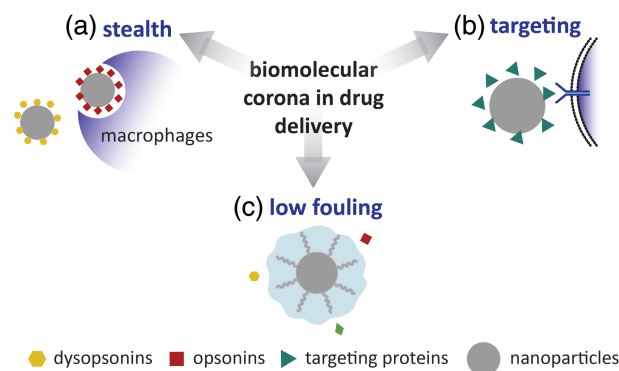 (a) stealth
(b) targeting
biomolecular
corona in drug
delivery
macrophages
(c) low fouling
dysopsonins opsonins targeting proteins nanoparticles